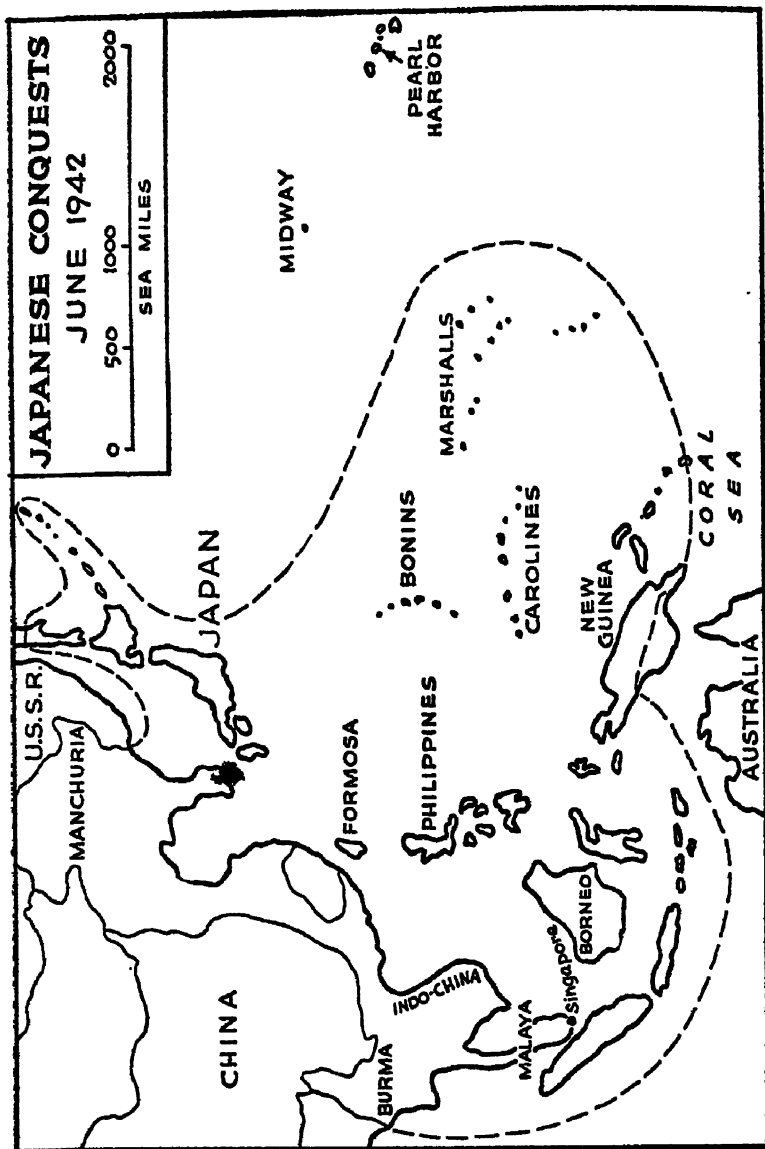 JAPANESE CONQUESTS
JUNE 1942
0 500 1000 2000
SEA MILES
U.S.S.R.
MANCHURIA
JAPAN
MIDWAY
PEARL
HARBOR
CHINA
FORMOSA
BONINS
MARSHALLS
BURMA
INDO-CHINA
PHILIPPINES
CAROLINES
MALAYA
Singapore
BORNEO
NEW
GUINEA
CORAL
SEA
AUSTRALIA